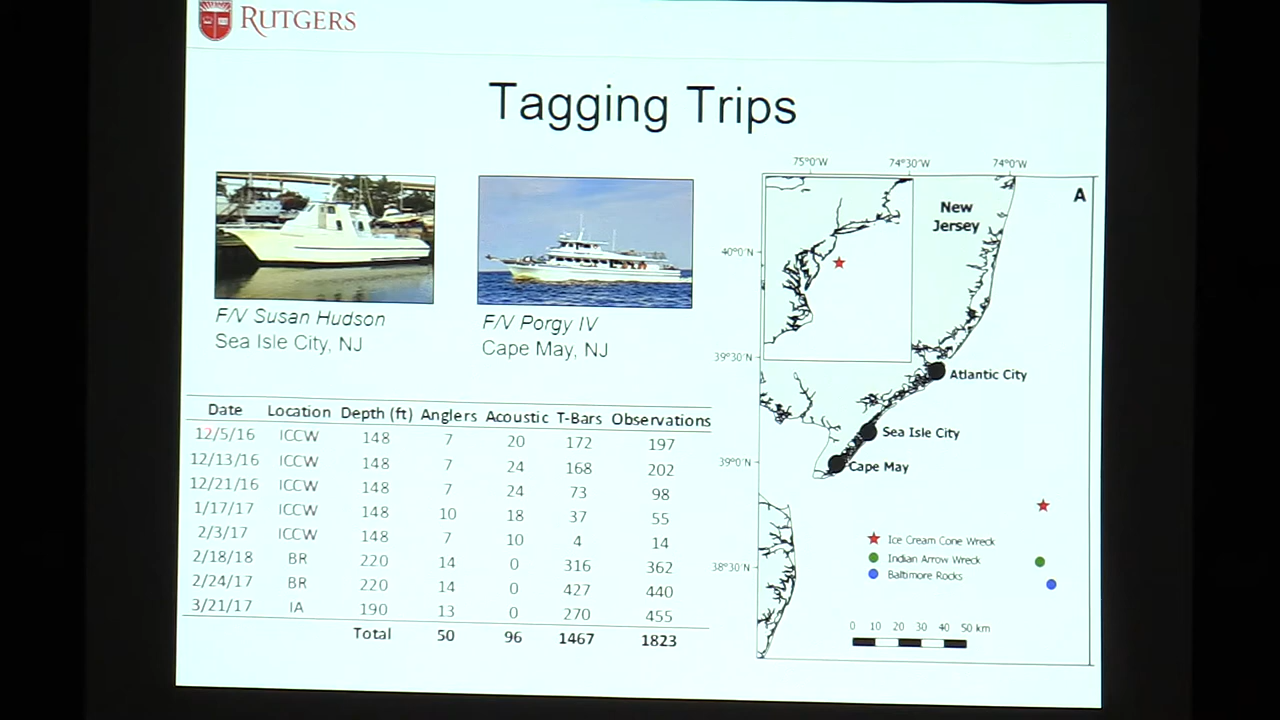 RUTGERS
Tagging Trips
F/V Susan Hudson
Sea Isle City, NJ
F/V Porgy IV
Cape May, NJ
Date Location Depth (ft) Anglers Acoustic T-Bars Observations
12/5/16 ICCW 148 7 20 172 197
12/13/16 ICCW 148 7 24 168 202
12/21/16 ICCW 148 7 24 73 98
1/17/17 ICCW 148 10 18 37 55
2/3/17 ICCW 148 7 10 4 14
2/18/18 BR 220 14 0 316 362
2/24/17 BR 220 14 0 427 440
3/21/17 IA 190 13 0 270 455
Total 50 96 1467 1823
75°0'W 74°30'W 74°0'W
A
New
Jersey
40°0'N
39°30'N
Atlantic City
Sea Isle City
39°0'N
Cape May
Ice Cream Cone Wreck
Indian Arrow Wreck
38°30'N
Baltimore Rocks
0 10 20 30 40 50 km